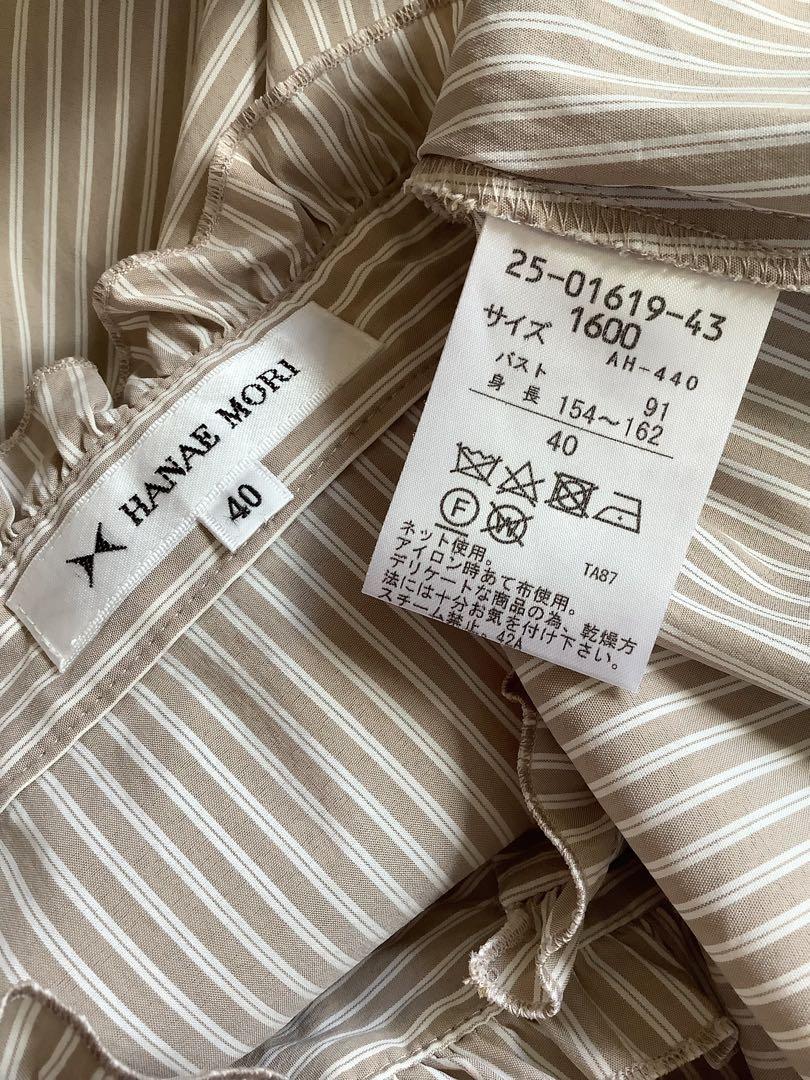 HANAE MORI
40
25-01619-43
サイズ 1600
AH-440
バスト 91
身長 154～162
40
F
W
ネット使用。 TA87
アイロン時あて布使用。
デリケートな商品の為、乾燥方
法には十分お気を付け下さい。
スチーム禁止。42A